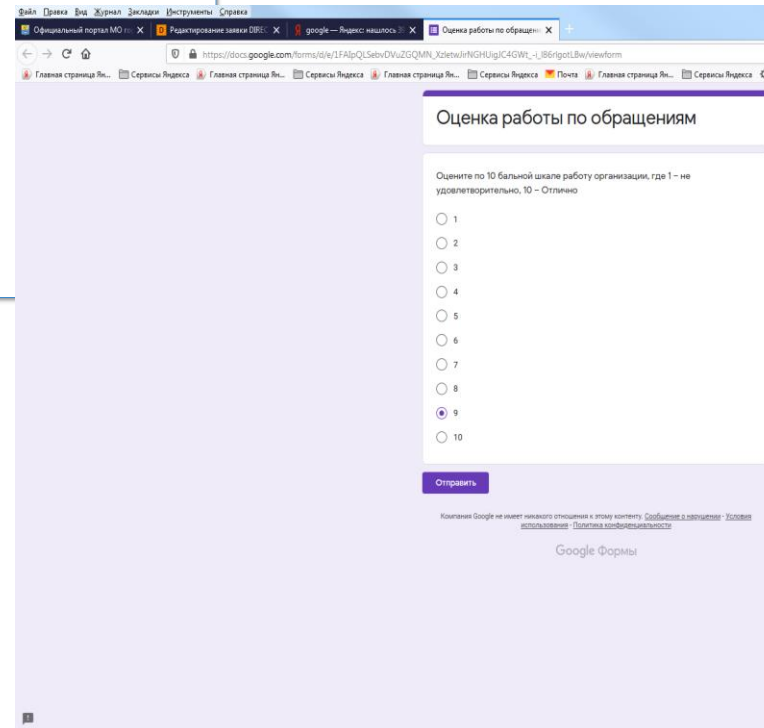 Файл Правка Вид Журнал Закладки Инструменты Справка
Официальный портал МО X Редактирование заявки DIREC X google — Яндекс: нашлось X Оценка работы по обращени X +
https://docs.google.com/forms/d/e/
Главная страница Ян... Сервисы Яндекса Главная страница Ян... Сервисы Яндекса Главная страница Ян... Сервисы Яндекса Почта Главная страница Ян... Сервисы Яндекса
Оценка работы по обращениям
Оцените по 10 бальной шкале работу организации, где 1 – не
удовлетворительно, 10 – Отлично
1
2
3
4
5
6
7
8
9
10
Отправить
Компания Google не имеет никакого отношения к этому контенту. Сообщение о нарушении - Условия
использования - Политика конфиденциальности
Google Формы